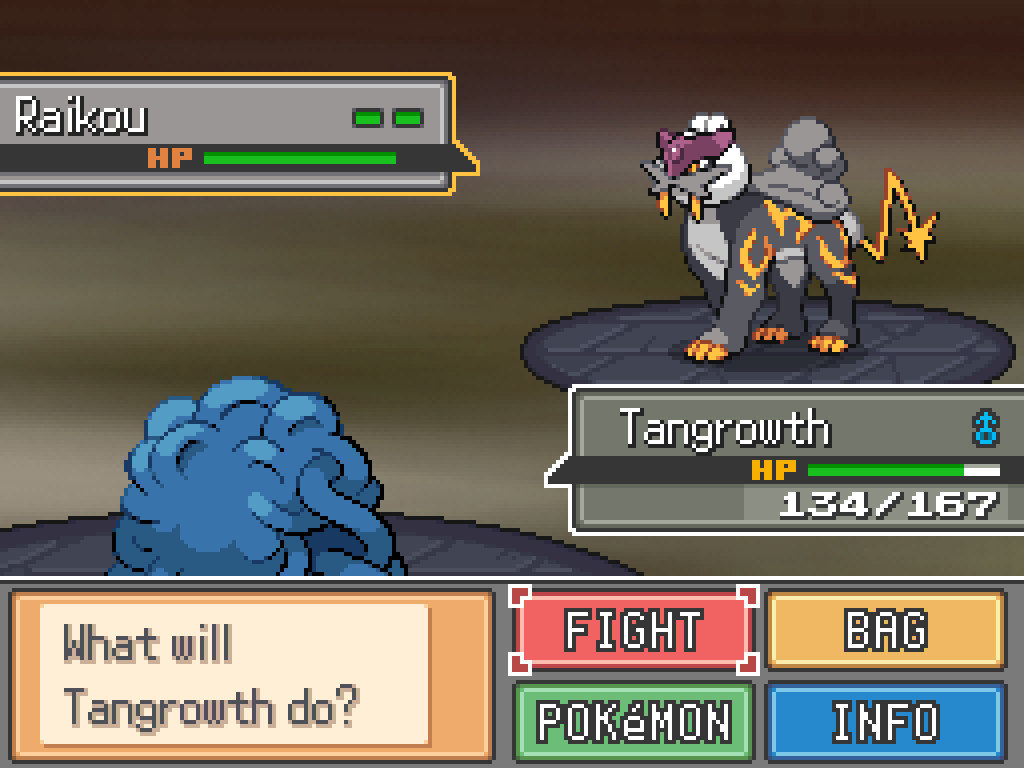 Raikou
HP
Tangrowth
HP
134/167
What will
Tangrowth do?
FIGHT
BAG
POKéMON
INFO